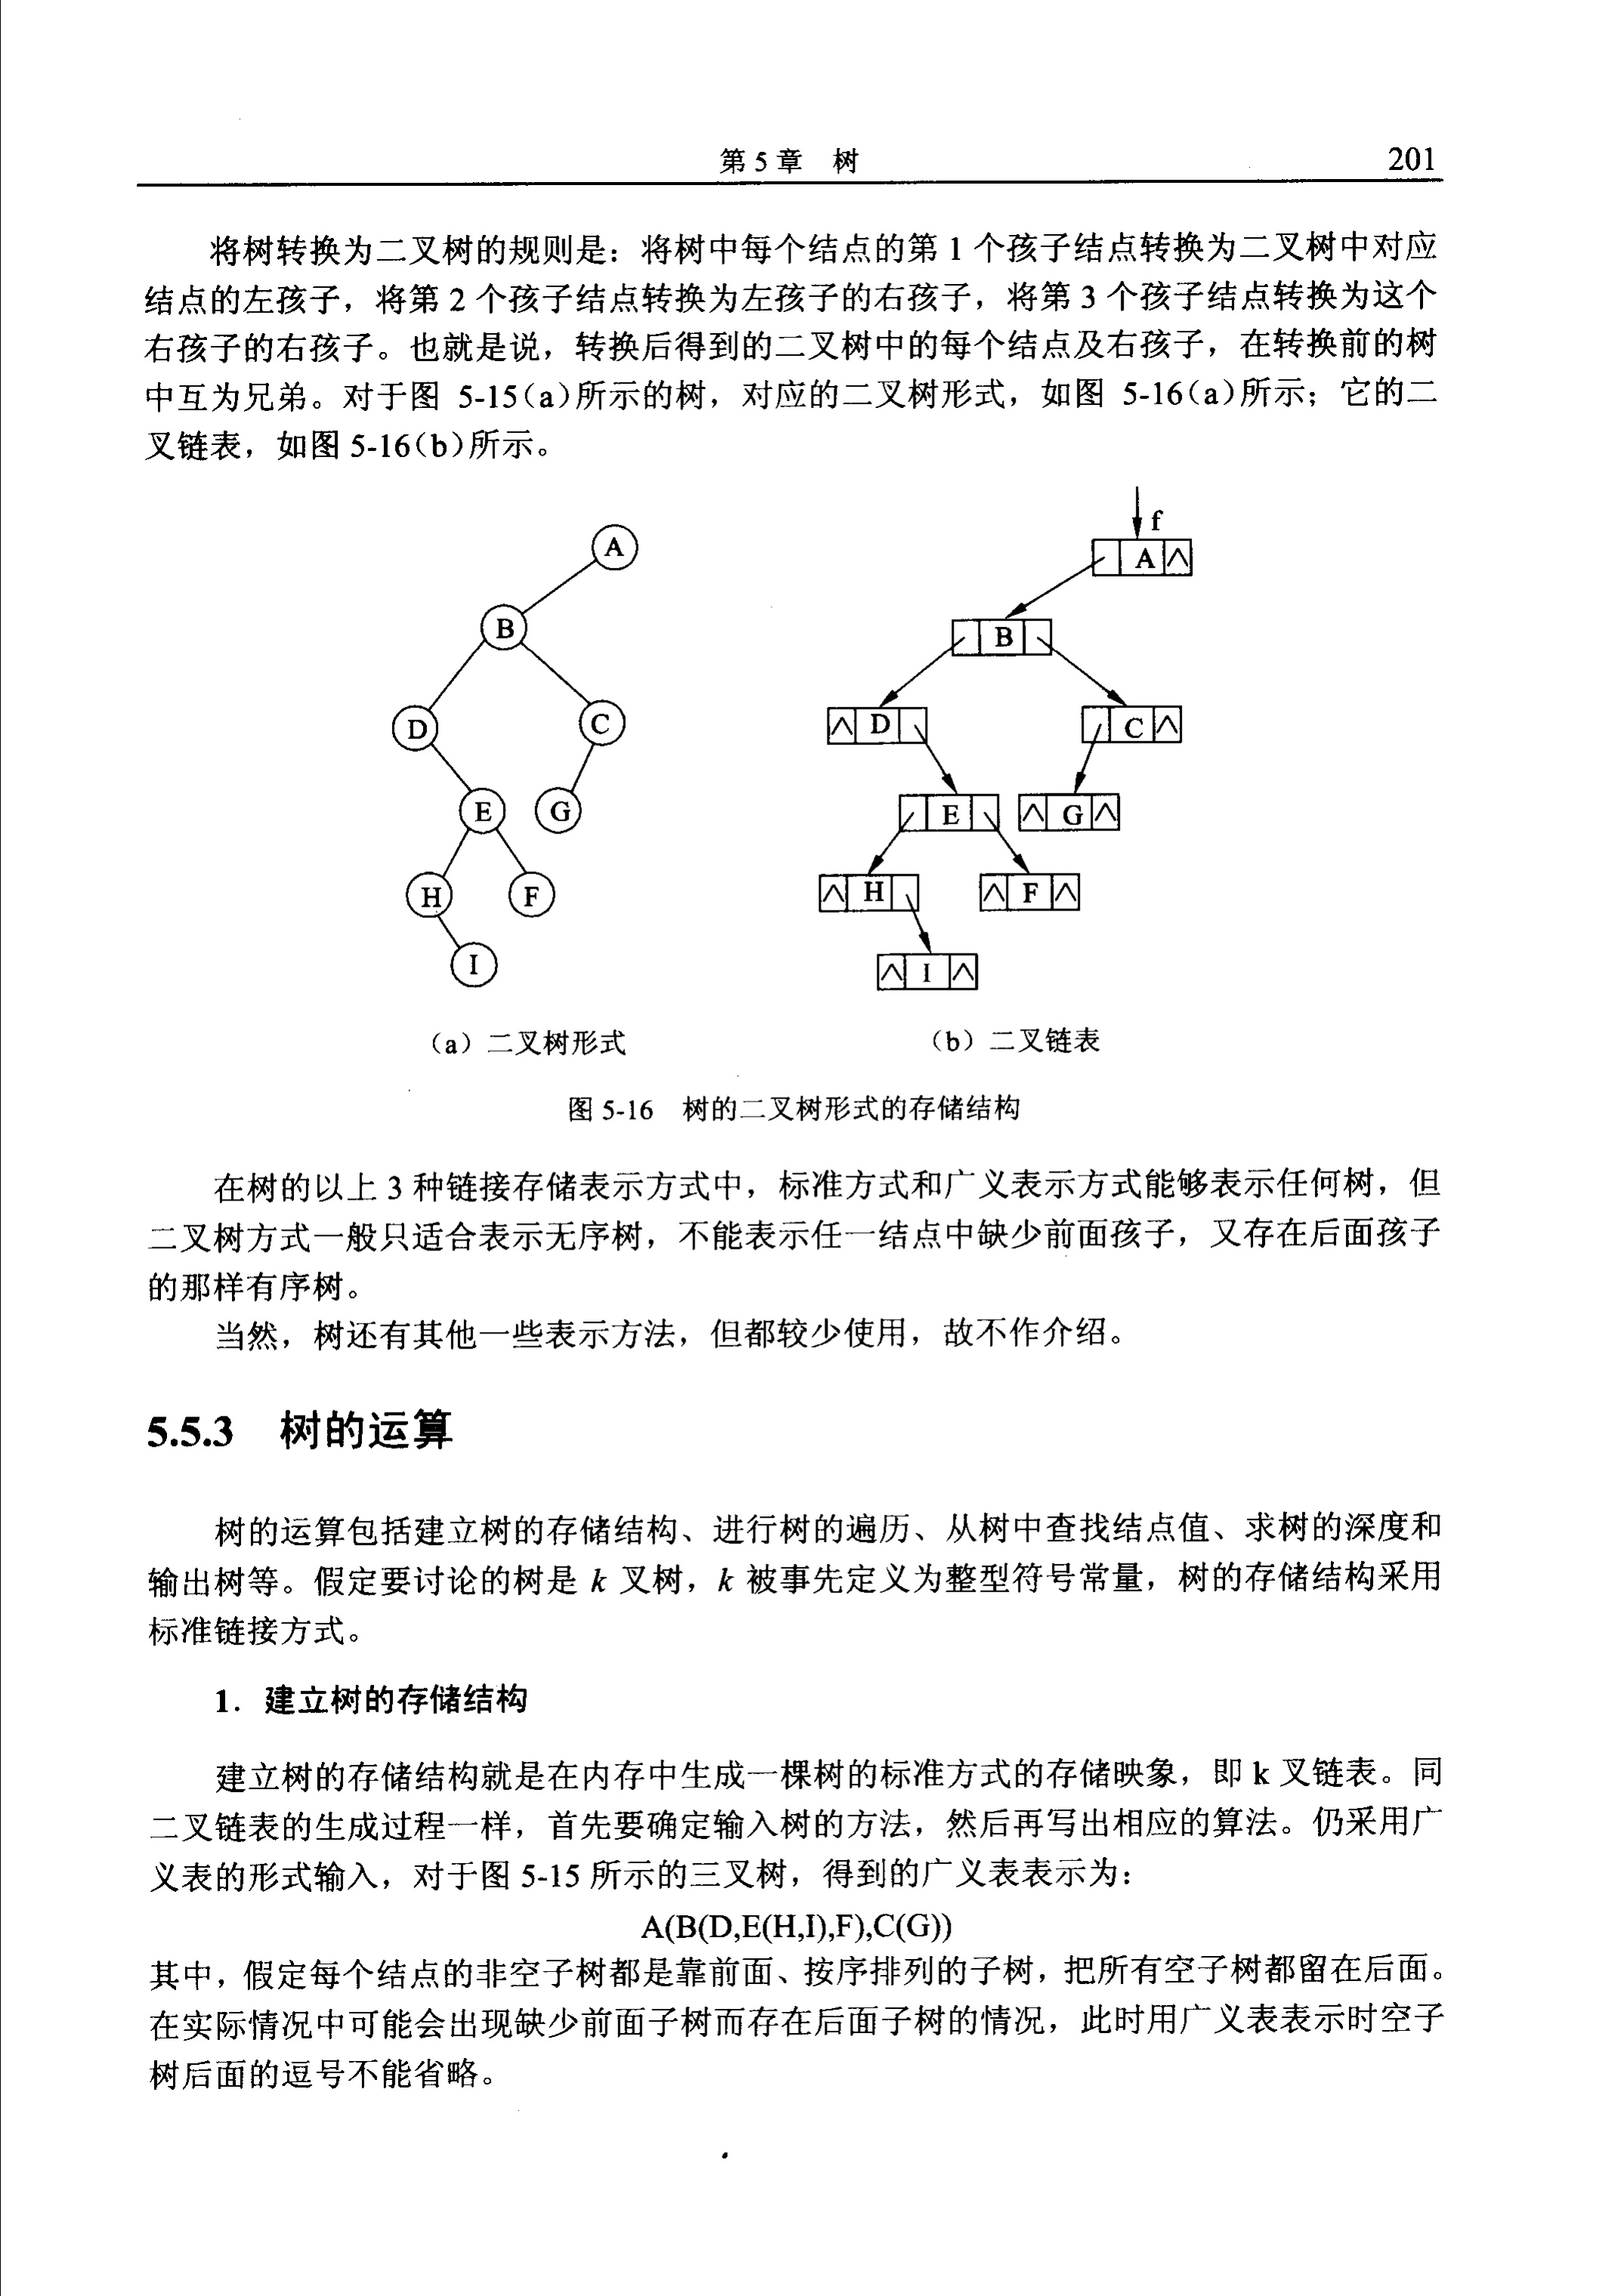 第 5 章 树
201
将树转换为二叉树的规则是：将树中每个结点的第 1 个孩子结点转换为二叉树中对应
结点的左孩子，将第 2 个孩子结点转换为左孩子的右孩子，将第 3 个孩子结点转换为这个
右孩子的右孩子。也就是说，转换后得到的二叉树中的每个结点及右孩子，在转换前的树
中互为兄弟。对于图 5-15(a)所示的树，对应的二叉树形式，如图 5-16(a)所示；它的二
叉链表，如图 5-16(b)所示。
A
B
D
C
E
G
H
F
I
f
∧ A ∧
B
∧ D
C ∧
E
∧ G ∧
∧ H
∧ F ∧
∧ I ∧
（a）二叉树形式
（b）二叉链表
图 5-16 树的二叉树形式的存储结构
在树的以上 3 种链接存储表示方式中，标准方式和广义表示方式能够表示任何树，但
二叉树方式一般只适合表示无序树，不能表示任一结点中缺少前面孩子，又存在后面孩子
的那样有序树。
当然，树还有其他一些表示方法，但都较少使用，故不作介绍。
5.5.3 树的运算
树的运算包括建立树的存储结构、进行树的遍历、从树中查找结点值、求树的深度和
输出树等。假定要讨论的树是 k 叉树，k 被事先定义为整型符号常量，树的存储结构采用
标准链接方式。
1．建立树的存储结构
建立树的存储结构就是在内存中生成一棵树的标准方式的存储映象，即 k 叉链表。同
二叉链表的生成过程一样，首先要确定输入树的方法，然后再写出相应的算法。仍采用广
义表的形式输入，对于图 5-15 所示的三叉树，得到的广义表表示为：
A(B(D,E(H,I),F),C(G))
其中，假定每个结点的非空子树都是靠前面、按序排列的子树，把所有空子树都留在后面。
在实际情况中可能会出现缺少前面子树而存在后面子树的情况，此时用广义表表示时空子
树后面的逗号不能省略。